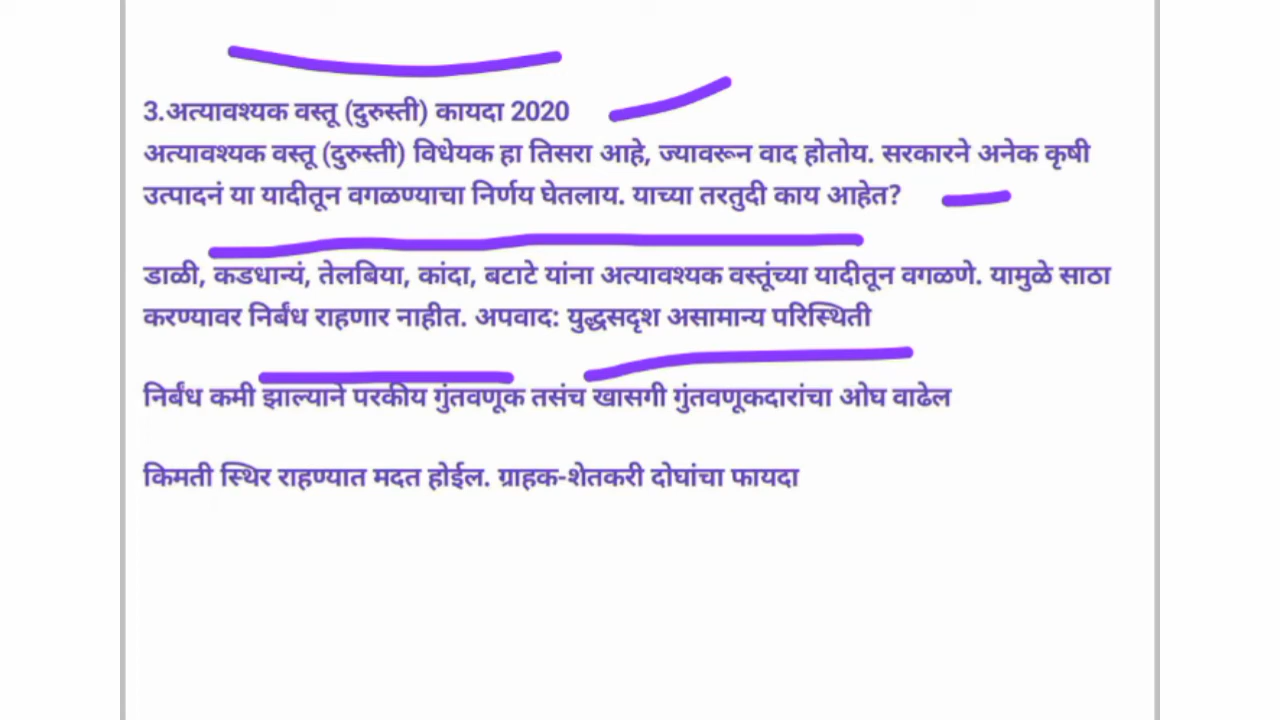 3.अत्यावश्यक वस्तू (दुरुस्ती) कायदा 2020
अत्यावश्यक वस्तू (दुरुस्ती) विधेयक हा तिसरा आहे, ज्यावरून वाद होतोय. सरकारने अनेक कृषी
उत्पादनं या यादीतून वगळण्याचा निर्णय घेतलाय. याच्या तरतुदी काय आहेत?
डाळी, कडधान्यं, तेलबिया, कांदा, बटाटे यांना अत्यावश्यक वस्तूंच्या यादीतून वगळणे. यामुळे साठा
करण्यावर निर्बंध राहणार नाहीत. अपवाद: युद्धसदृश असामान्य परिस्थिती
निर्बंध कमी झाल्याने परकीय गुंतवणूक तसंच खासगी गुंतवणूकदारांचा ओघ वाढेल
किमती स्थिर राहण्यात मदत होईल. ग्राहक-शेतकरी दोघांचा फायदा